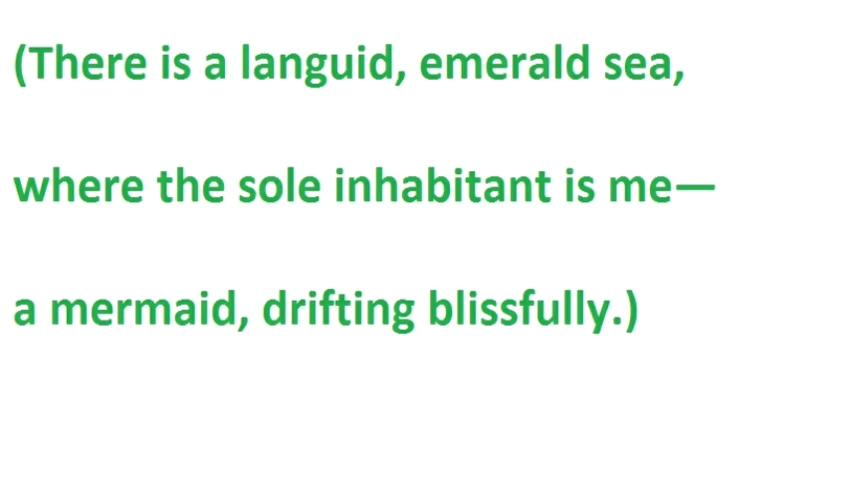 (There is a languid, emerald sea,
where the sole inhabitant is me—
a mermaid, drifting blissfully.)